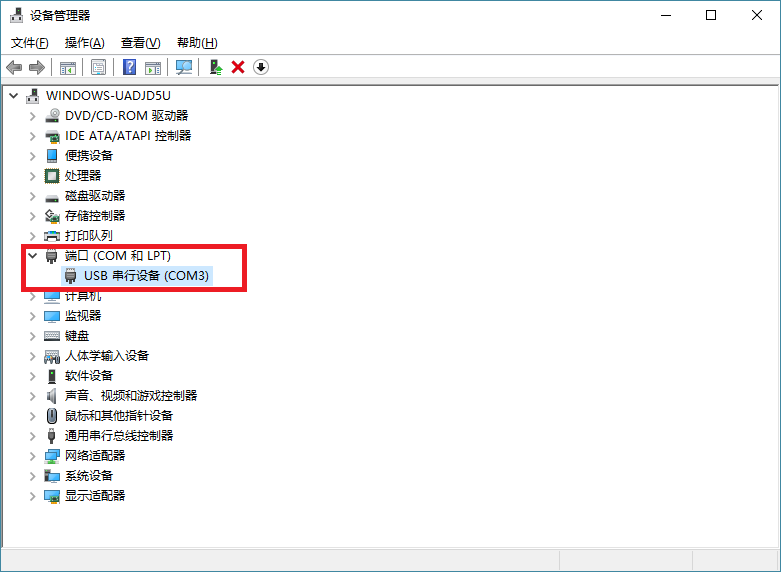 设备管理器
文件(F) 操作(A) 查看(V) 帮助(H)
WINDOWS-UADJD5U
DVD/CD-ROM 驱动器
IDE ATA/ATAPI 控制器
便携设备
处理器
磁盘驱动器
存储控制器
打印队列
端口 (COM 和 LPT)
USB 串行设备 (COM3)
计算机
监视器
键盘
人体学输入设备
软件设备
声音、视频和游戏控制器
鼠标和其他指针设备
通用串行总线控制器
网络适配器
系统设备
显示适配器